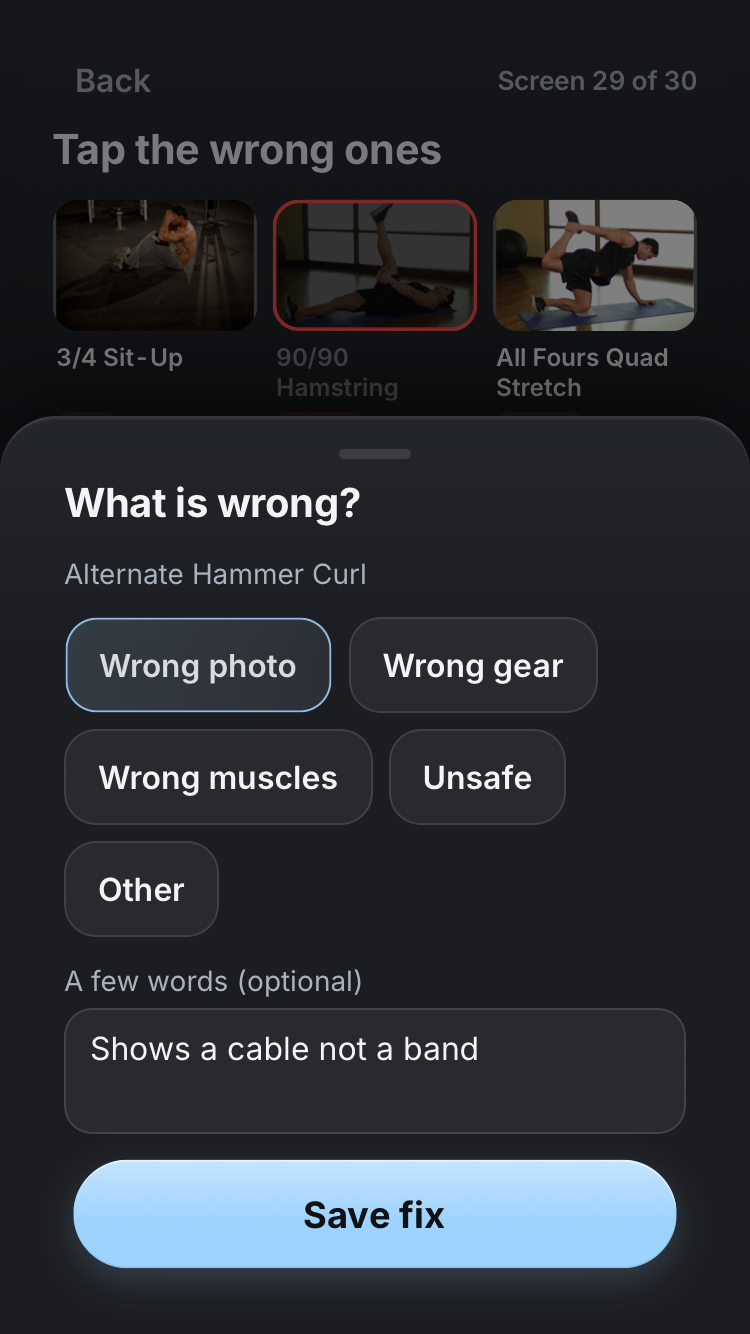 Back
Screen 29 of 30
Tap the wrong ones
3/4 Sit-Up
90/90
Hamstring
All Fours Quad
Stretch
What is wrong?
Alternate Hammer Curl
Wrong photo
Wrong gear
Wrong muscles
Unsafe
Other
A few words (optional)
Shows a cable not a band
Save fix